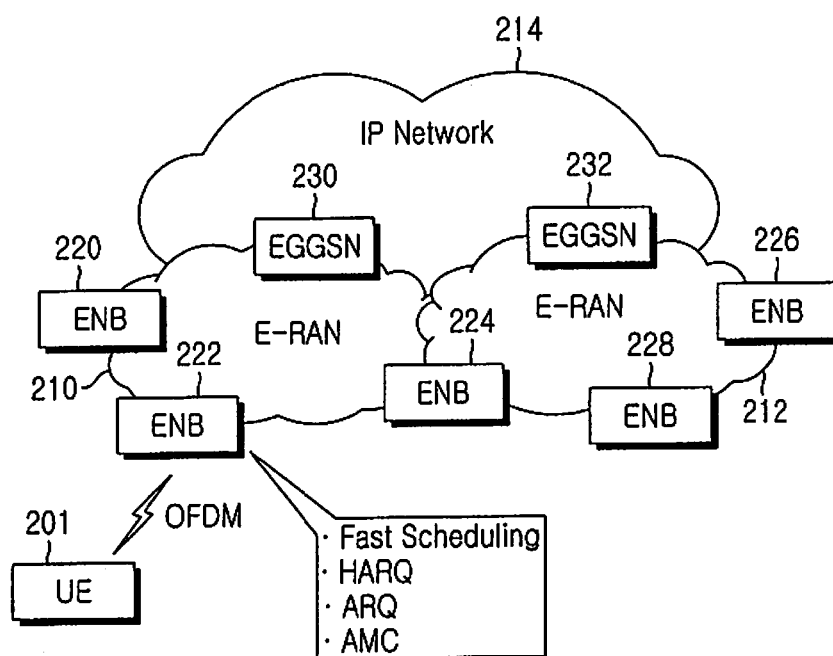 214
IP Network
230
232
EGGSN
EGGSN
220
226
ENB
ENB
E-RAN
E-RAN
224
210
222
228
212
ENB
ENB
ENB
OFDM
201
UE
· Fast Scheduling
· HARQ
· ARQ
· AMC